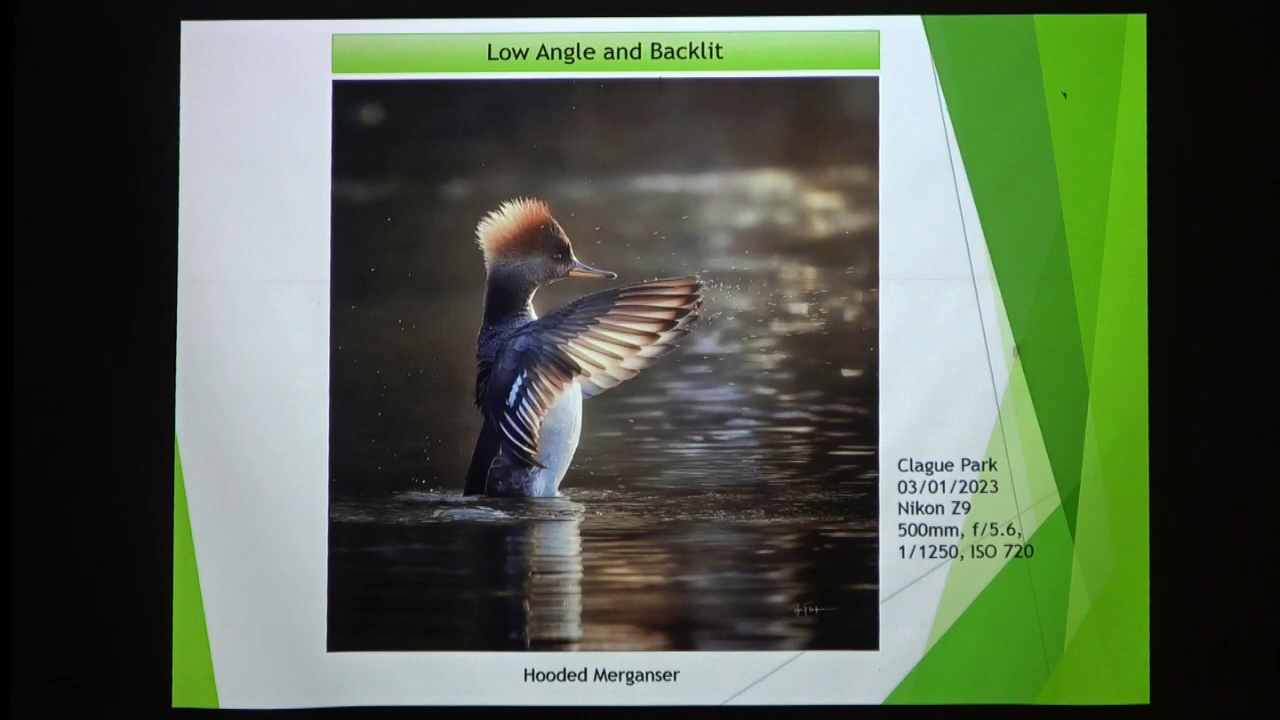 Low Angle and Backlit
Clague Park
03/01/2023
Nikon Z9
500mm, f/5.6,
1/1250, ISO 720
Hooded Merganser